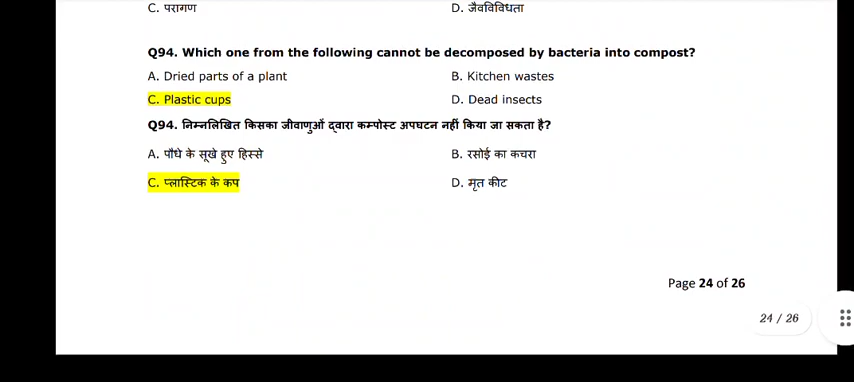 C. परागण D. जैवविविधता
Q94. Which one from the following cannot be decomposed by bacteria into compost?
A. Dried parts of a plant B. Kitchen wastes
C. Plastic cups D. Dead insects
Q94. निम्नलिखित किसका जीवाणुओं द्वारा कम्पोस्ट अपघटन नहीं किया जा सकता है?
A. पौधे के सूखे हुए हिस्से B. रसोई का कचरा
C. प्लास्टिक के कप D. मृत कीट
Page 24 of 26
24 / 26